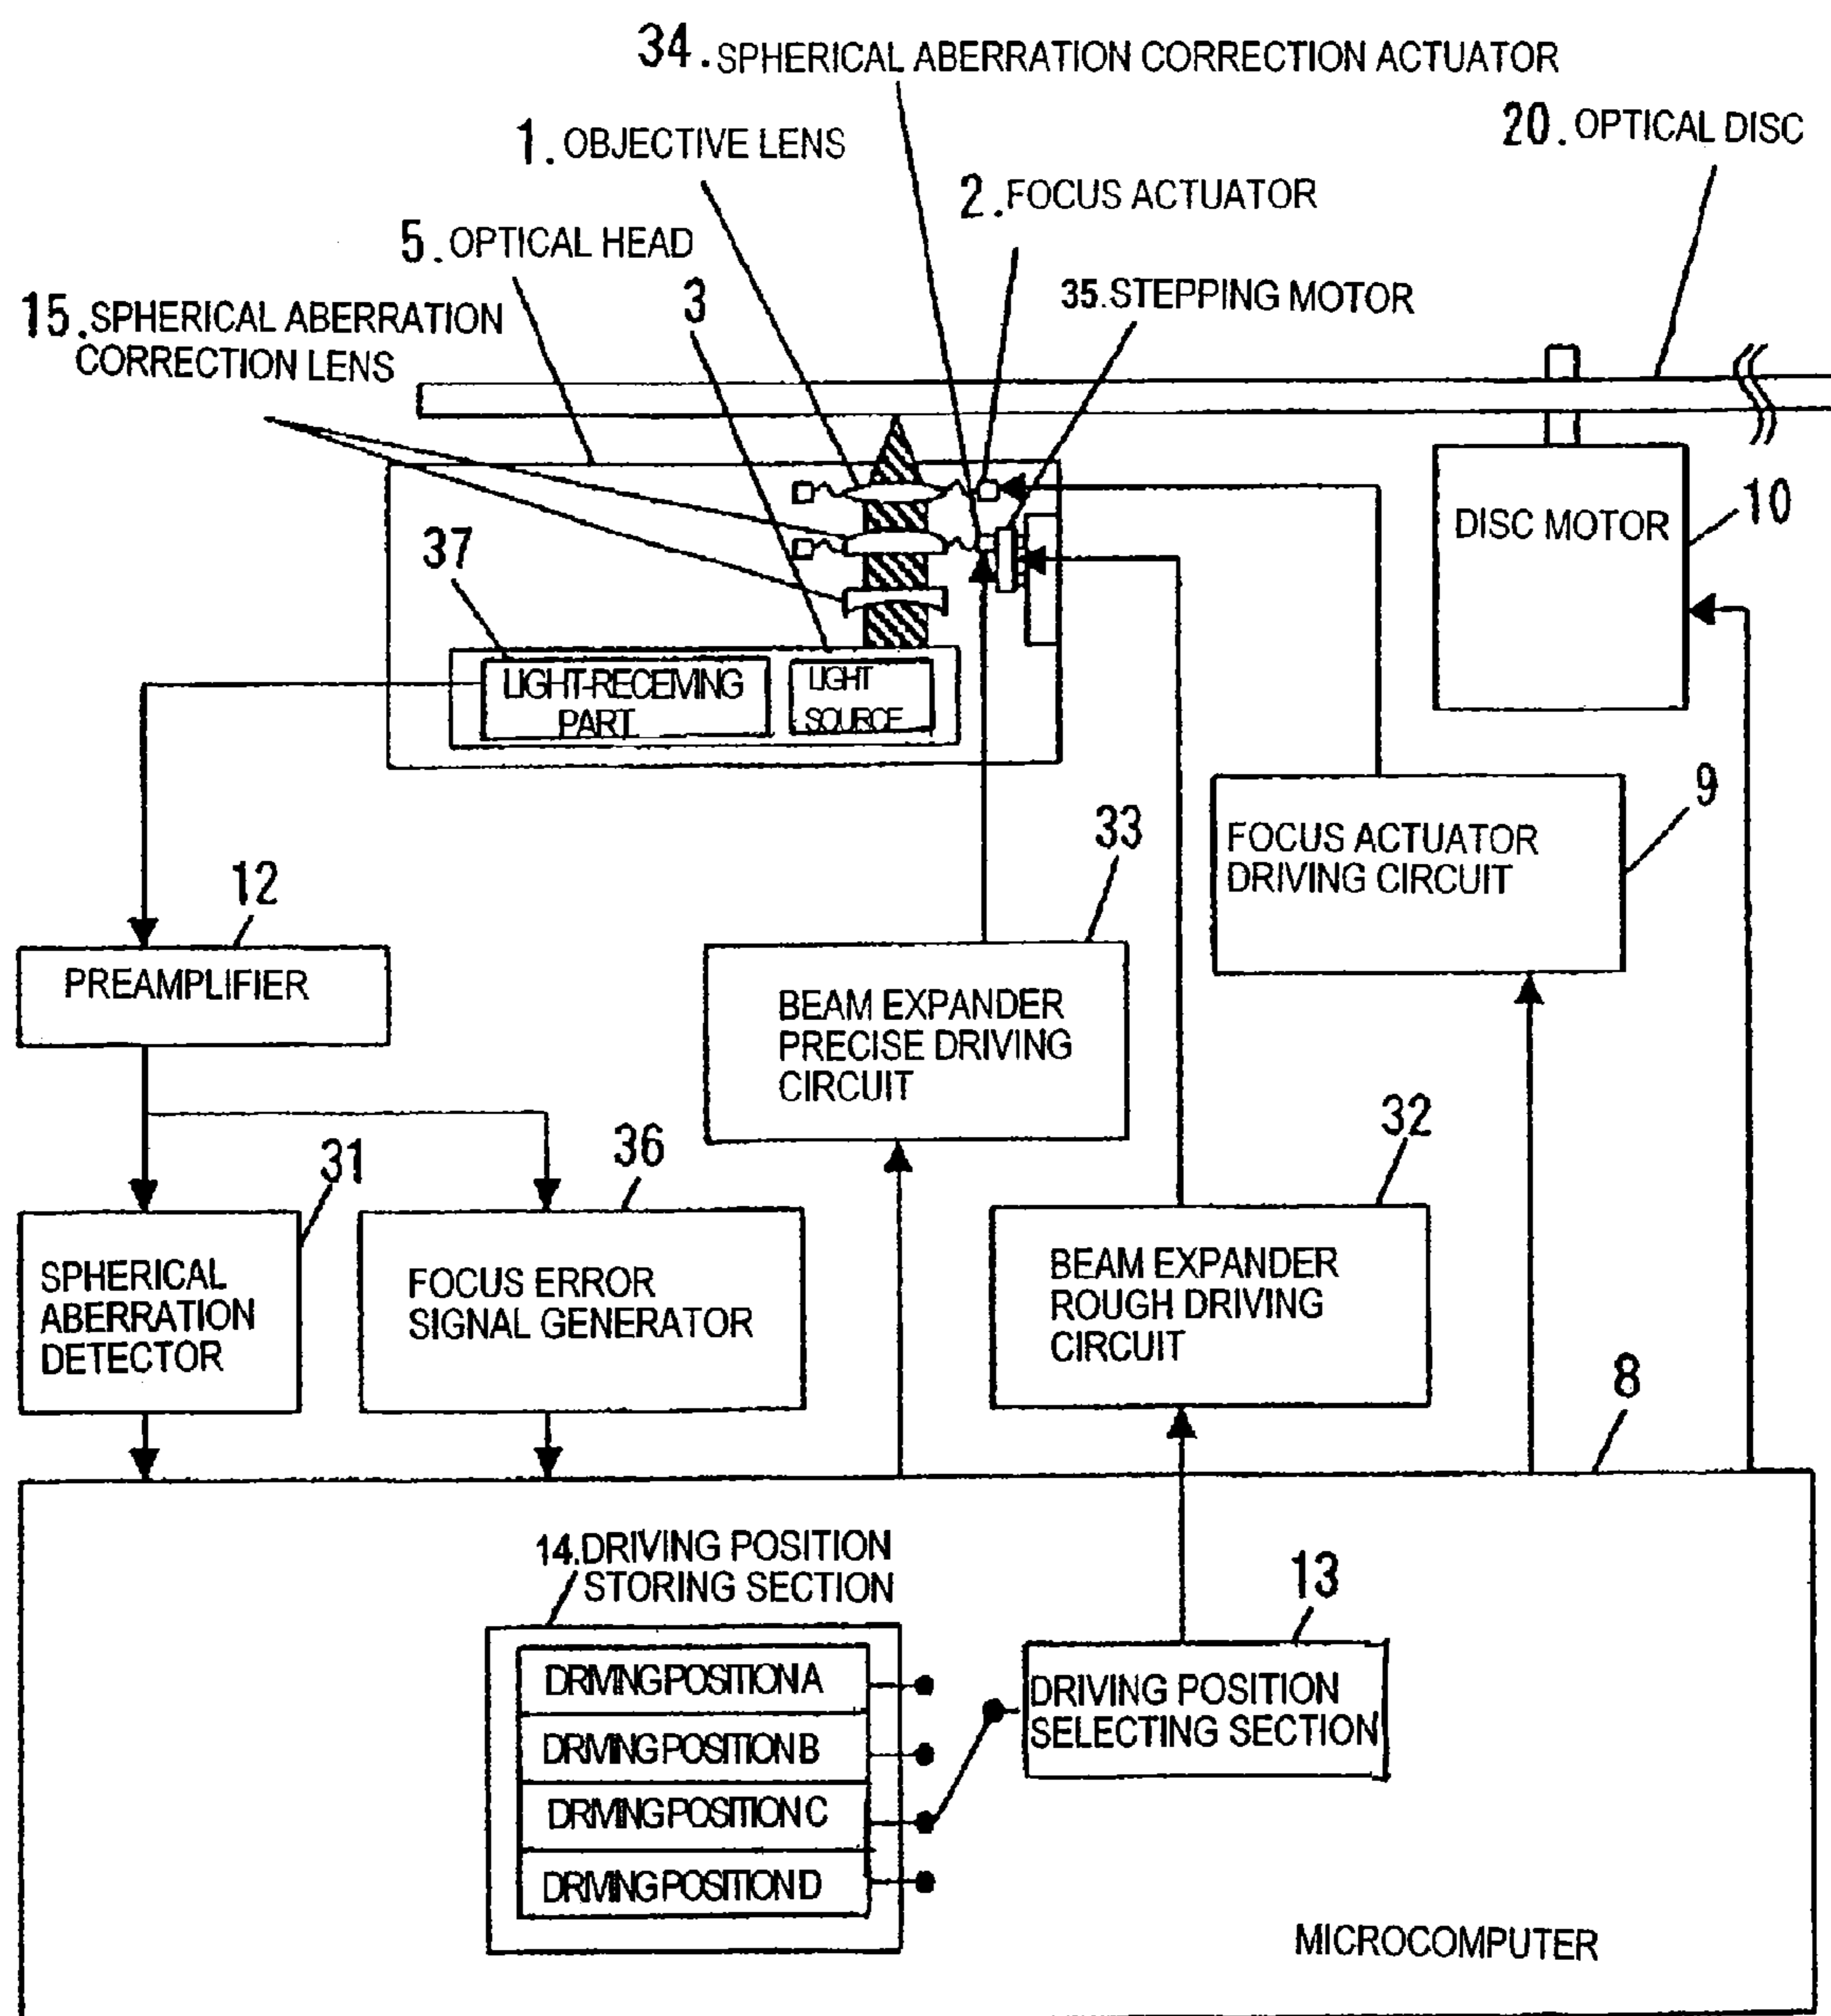 34. SPHERICAL ABERRATION CORRECTION ACTUATOR
1. OBJECTIVE LENS
20. OPTICAL DISC
2. FOCUS ACTUATOR
5. OPTICAL HEAD
3
35. STEPPING MOTOR
15. SPHERICAL ABERRATION
CORRECTION LENS
10
DISC MOTOR
37
LIGHT-RECEIVING
PART
LIGHT
SOURCE
9
FOCUS ACTUATOR
DRIVING CIRCUIT
33
12
PREAMPLIFIER
BEAM EXPANDER
PRECISE DRIVING
CIRCUIT
32
31
36
SPHERICAL
ABERRATION
DETECTOR
FOCUS ERROR
SIGNAL GENERATOR
BEAM EXPANDER
ROUGH DRIVING
CIRCUIT
8
14. DRIVING POSITION
STORING SECTION
13
DRIVING POSITION A
DRIVING POSITION B
DRIVING POSITION C
DRIVING POSITION D
DRIVING POSITION
SELECTING SECTION
MICROCOMPUTER